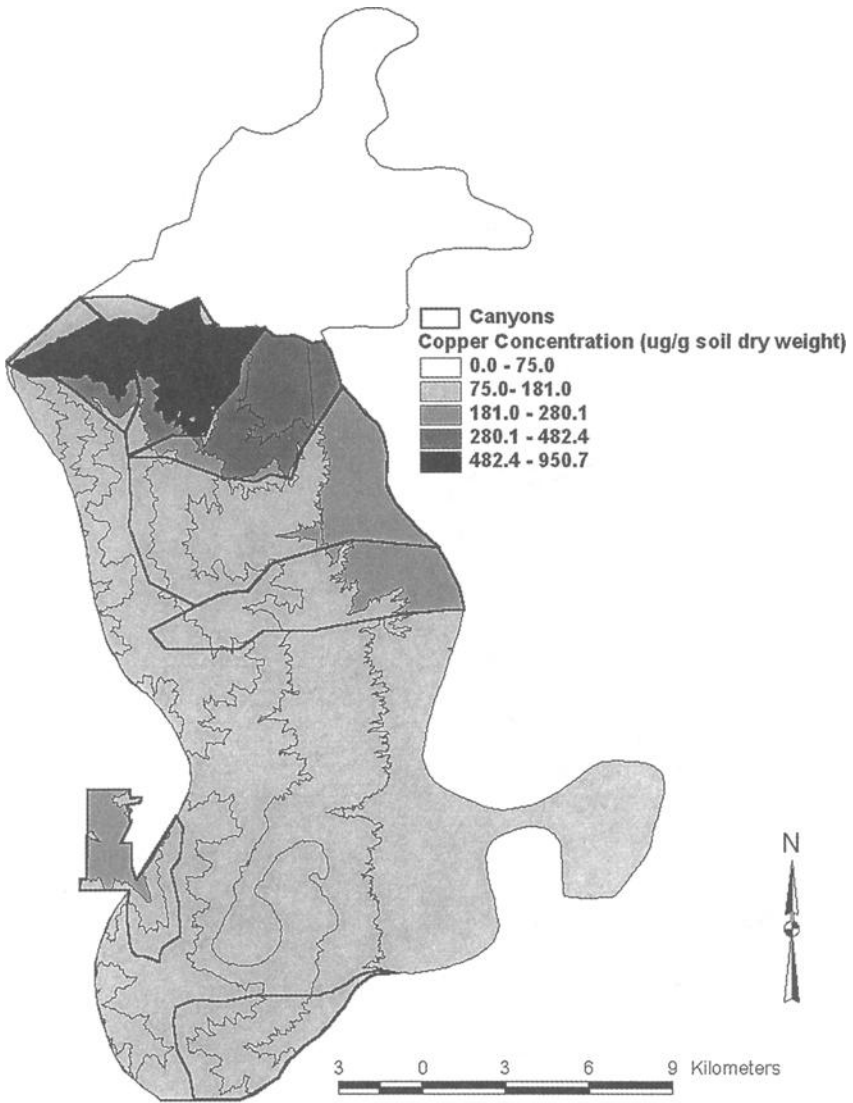 Canyons
Copper Concentration (ug/g soil dry weight)
0.0 - 75.0
75.0- 181.0
181.0 - 280.1
280.1 - 482.4
482.4 - 950.7
N
3 0 3 6 9 Kilometers